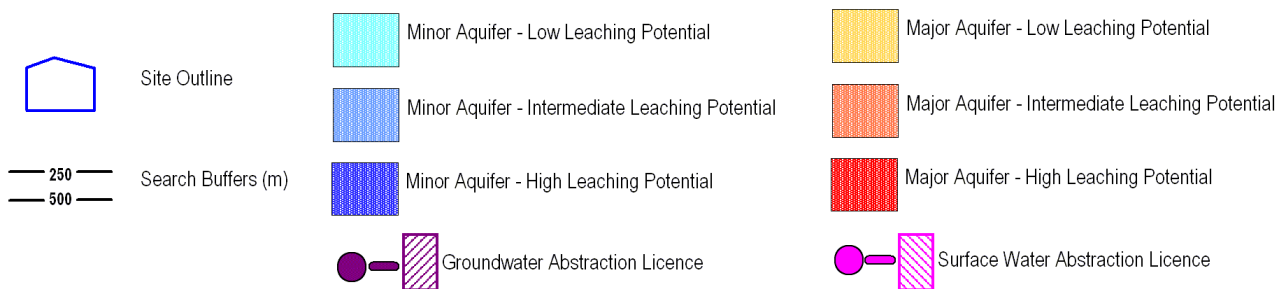 Site Outline
250
500
Search Buffers (m)
Minor Aquifer - Low Leaching Potential
Minor Aquifer - Intermediate Leaching Potential
Minor Aquifer - High Leaching Potential
Groundwater Abstraction Licence
Major Aquifer - Low Leaching Potential
Major Aquifer - Intermediate Leaching Potential
Major Aquifer - High Leaching Potential
Surface Water Abstraction Licence